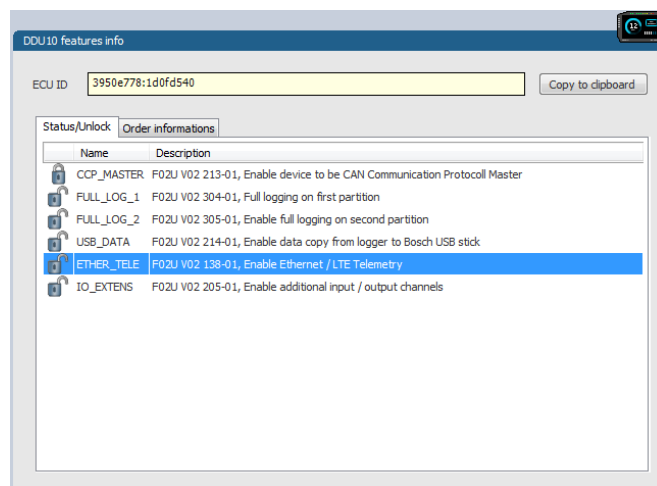 12
DDU10 features info
ECU ID 3950e778:1d0fd540 Copy to clipboard
Status/Unlock Order informations
Name Description
CCP_MASTER F02U V02 213-01, Enable device to be CAN Communication Protocoll Master
FULL_LOG_1 F02U V02 304-01, Full logging on first partition
FULL_LOG_2 F02U V02 305-01, Enable full logging on second partition
USB_DATA F02U V02 214-01, Enable data copy from logger to Bosch USB stick
ETHER_TELE F02U V02 138-01, Enable Ethernet / LTE Telemetry
IO_EXTENS F02U V02 205-01, Enable additional input / output channels